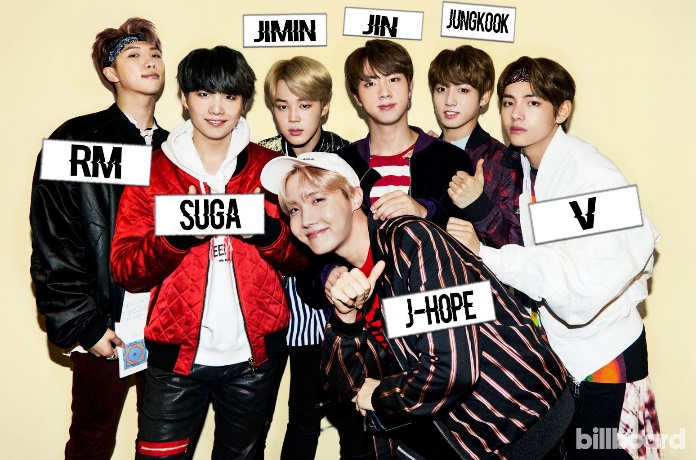 JIMIN
JIN
JUNGKOOK
RM
SUGA
V
J-HOPE
billboard